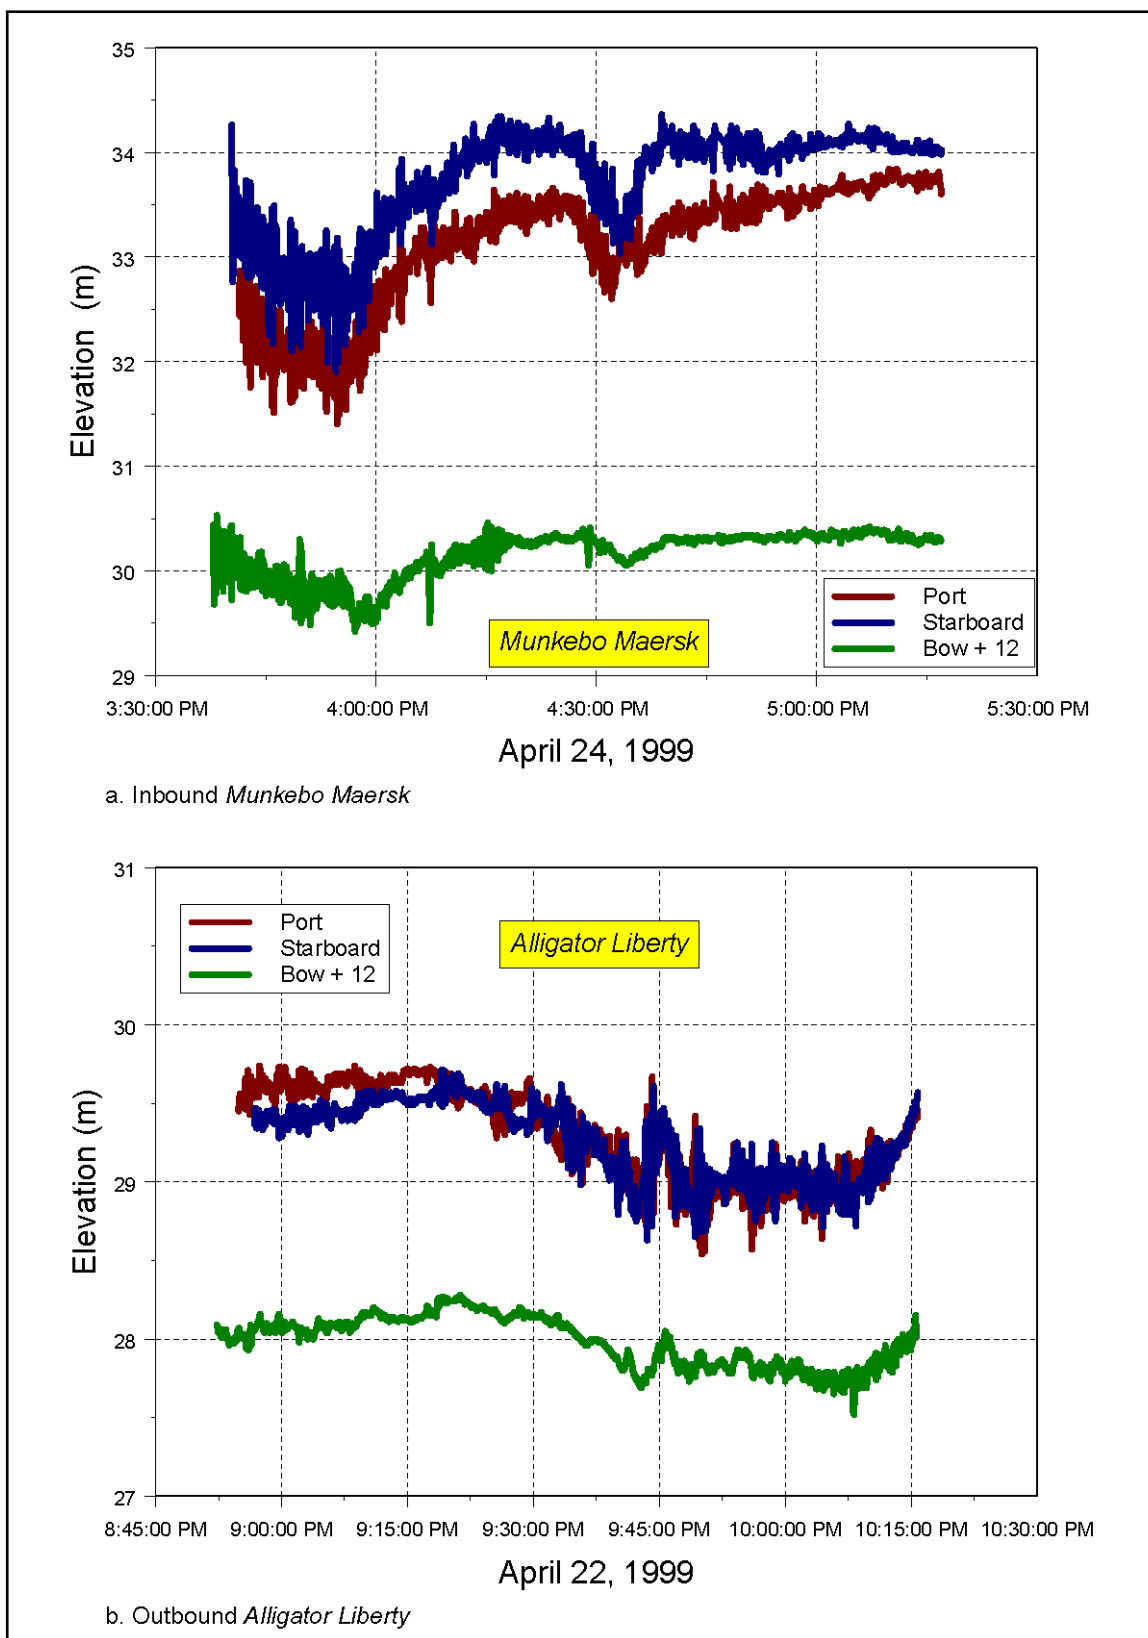 35
34
33
32
31
30
29
Elevation (m)
Port
Starboard
Bow + 12
Munkebo Maersk
3:30:00 PM 4:00:00 PM 4:30:00 PM 5:00:00 PM 5:30:00 PM
April 24, 1999
a. Inbound Munkebo Maersk
31
30
29
28
27
Elevation (m)
Port
Starboard
Bow + 12
Alligator Liberty
8:45:00 PM 9:00:00 PM 9:15:00 PM 9:30:00 PM 9:45:00 PM 10:00:00 PM 10:15:00 PM 10:30:00 PM
April 22, 1999
b. Outbound Alligator Liberty